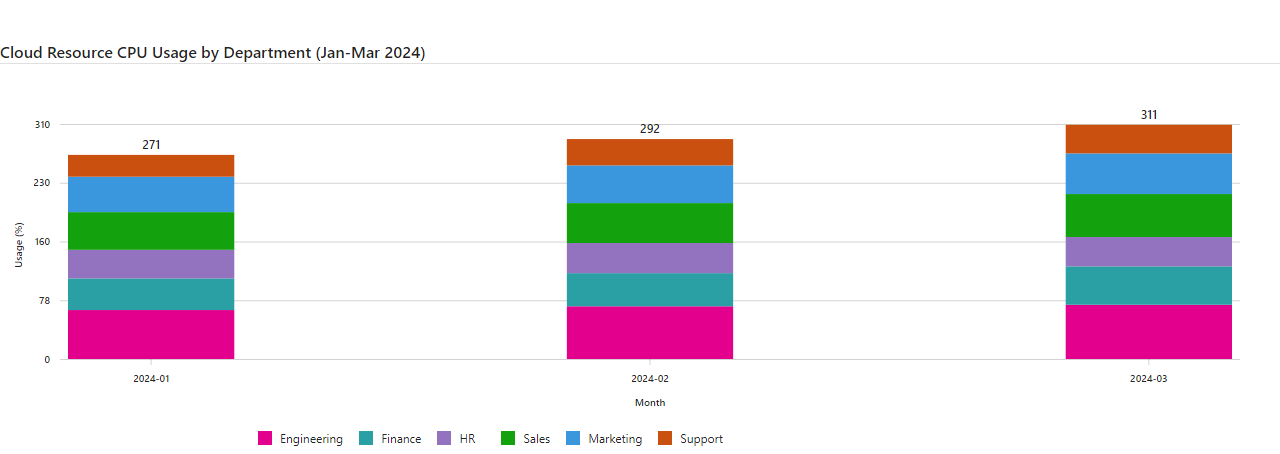 Cloud Resource CPU Usage by Department (Jan-Mar 2024)
311
310
292
271
230
160
Usage (%)
78
0
2024-01 2024-02 2024-03
Month
Engineering Finance HR Sales Marketing Support